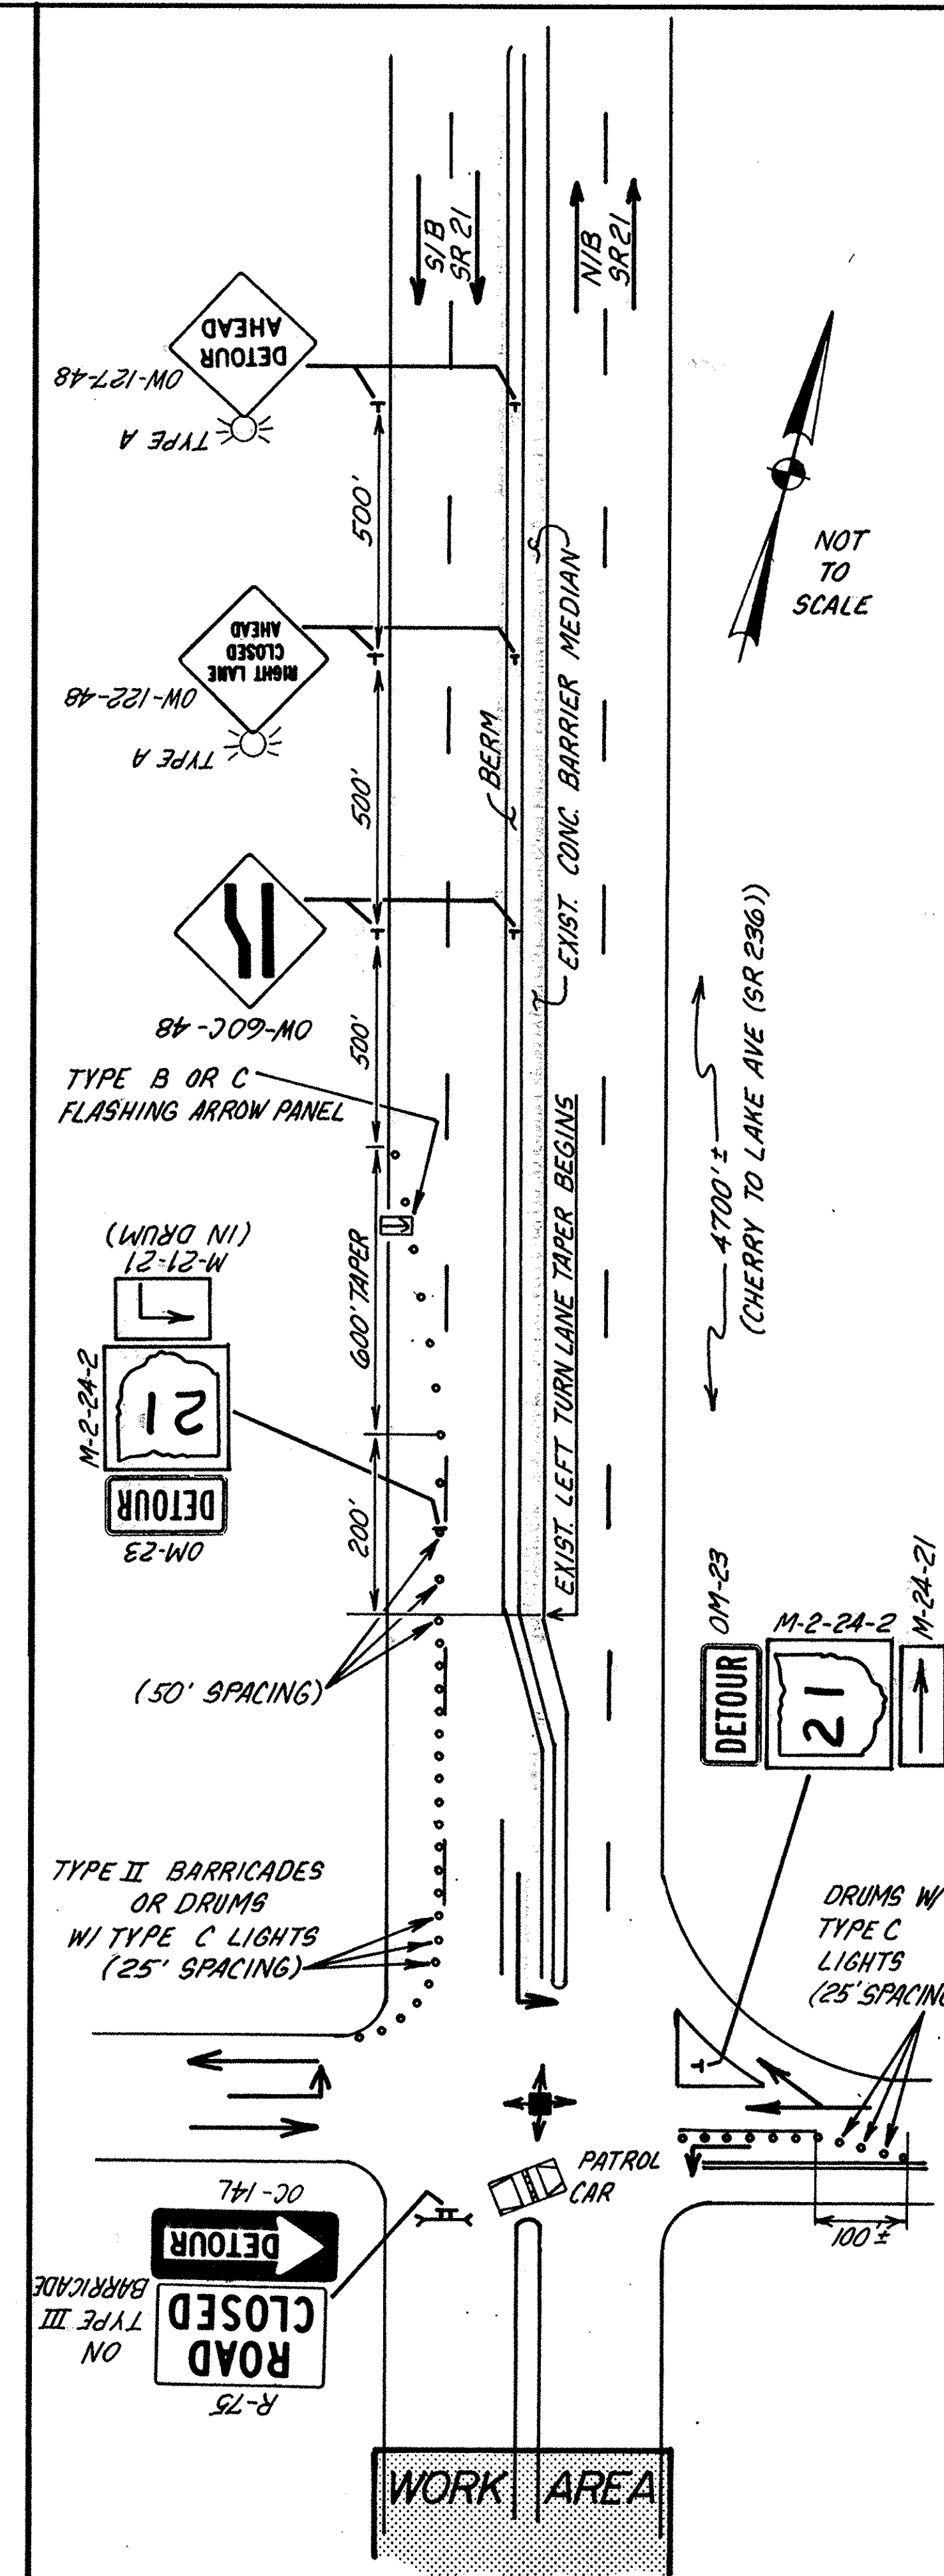 S/B
SR 21
N/B
SR 21
DETOUR
AHEAD
OW-127-48
TYPE A
500'
NOT
TO
SCALE
RIGHT LANE
CLOSED
AHEAD
OW-122-48
TYPE A
500'
BERM
EXIST. CONC. BARRIER MEDIAN
OW-60C-48
500'
TYPE B OR C
FLASHING ARROW PANEL
4700'±
(CHERRY TO LAKE AVE (SR 236))
EXIST. LEFT TURN LANE TAPER BEGINS
600' TAPER
M-21-21
(IN DRUM)
M-2-24-2
21
DETOUR
OM-23
200'
(50' SPACING)
OM-23
DETOUR
M-2-24-2
21
M-24-21
TYPE II BARRICADES
OR DRUMS
W/ TYPE C LIGHTS
(25' SPACING)
DRUMS W/
TYPE C
LIGHTS
(25' SPACING
PATROL
CAR
100'±
OC-14L
DETOUR
ROAD
CLOSED
R-75
ON
TYPE III
BARRICADE
WORK AREA